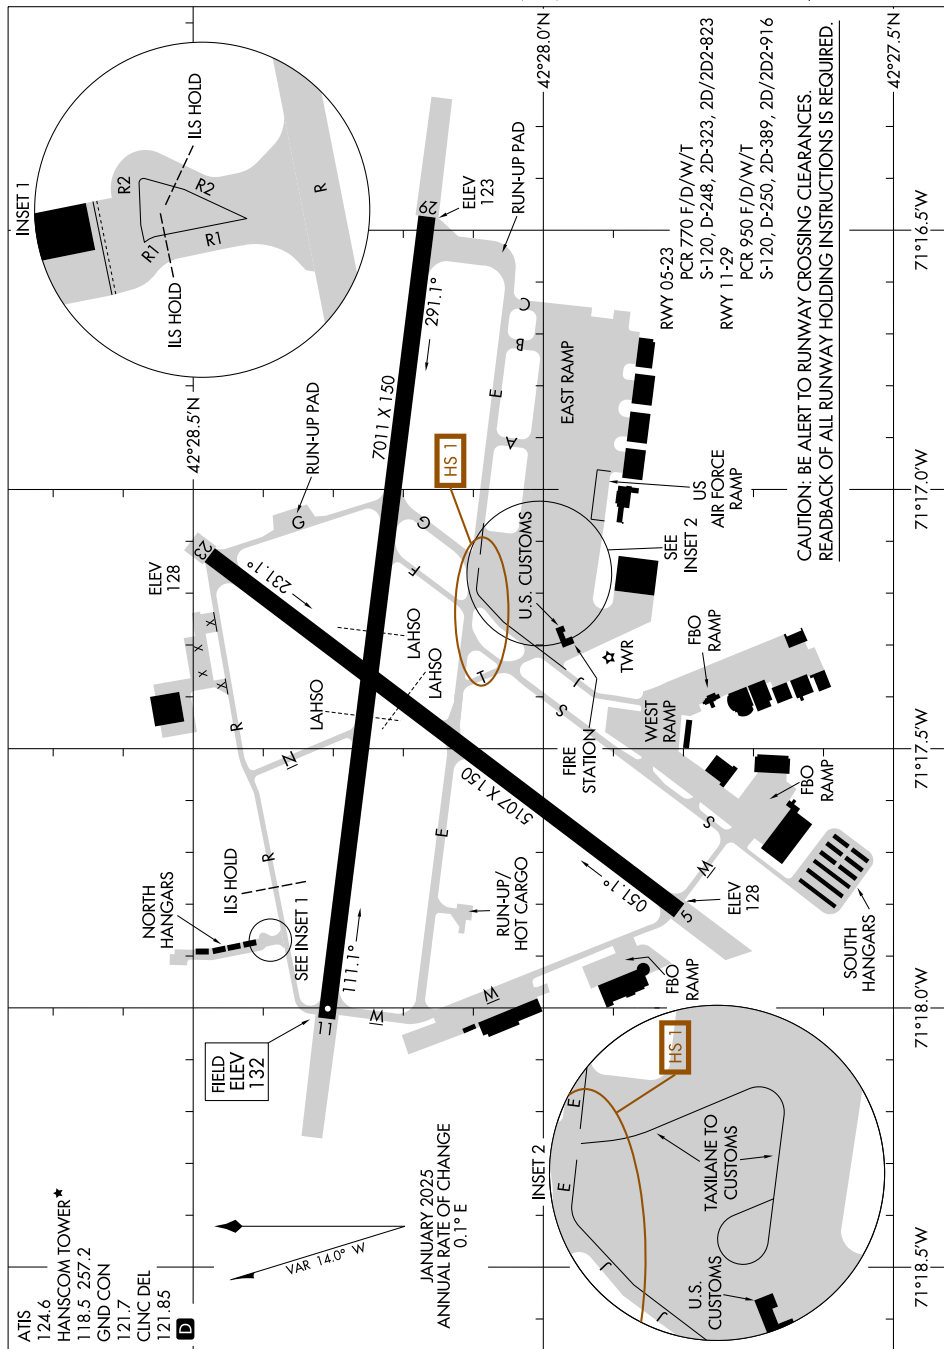 ATIS
124.6
HANSCOM TOWER★
118.5 257.2
GND CON
121.7
CLNC DEL
121.85
D
VAR 14.0° W
JANUARY 2025
ANNUAL RATE OF CHANGE
0.1° E
INSET 1
R2
R2
R1
R1
R
ILS HOLD
ILS HOLD
42°28.5'N
42°28.0'N
42°27.5'N
71°16.5'W
71°17.0'W
71°17.5'W
71°18.0'W
71°18.5'W
FIELD
ELEV
132
11
111.1°
NORTH
HANGARS
ILS HOLD
SEE INSET 1
R
R
X
X
X
X
N
ELEV
128
23
231.1°
G
RUN-UP PAD
G
F
7011 X 150
291.1°
29
ELEV
123
RUN-UP PAD
LAHSO
LAHSO
LAHSO
HS 1
E
A
B
C
EAST RAMP
US
AIR FORCE
RAMP
SEE
INSET 2
U.S. CUSTOMS
TWR
FIRE
STATION
T
J
S
S
WEST
RAMP
FBO
RAMP
FBO
RAMP
SOUTH
HANGARS
5107 X 150
051.1°
5
ELEV
128
M
E
RUN-UP/
HOT CARGO
M
M
FBO
RAMP
INSET 2
HS 1
E
E
J
J
TAXILANE TO
CUSTOMS
U.S.
CUSTOMS
RWY 05-23
PCR 770 F/D/W/T
S-120, D-248, 2D-323, 2D/2D2-823
RWY 11-29
PCR 950 F/D/W/T
S-120, D-250, 2D-389, 2D/2D2-916
CAUTION: BE ALERT TO RUNWAY CROSSING CLEARANCES.
READBACK OF ALL RUNWAY HOLDING INSTRUCTIONS IS REQUIRED.